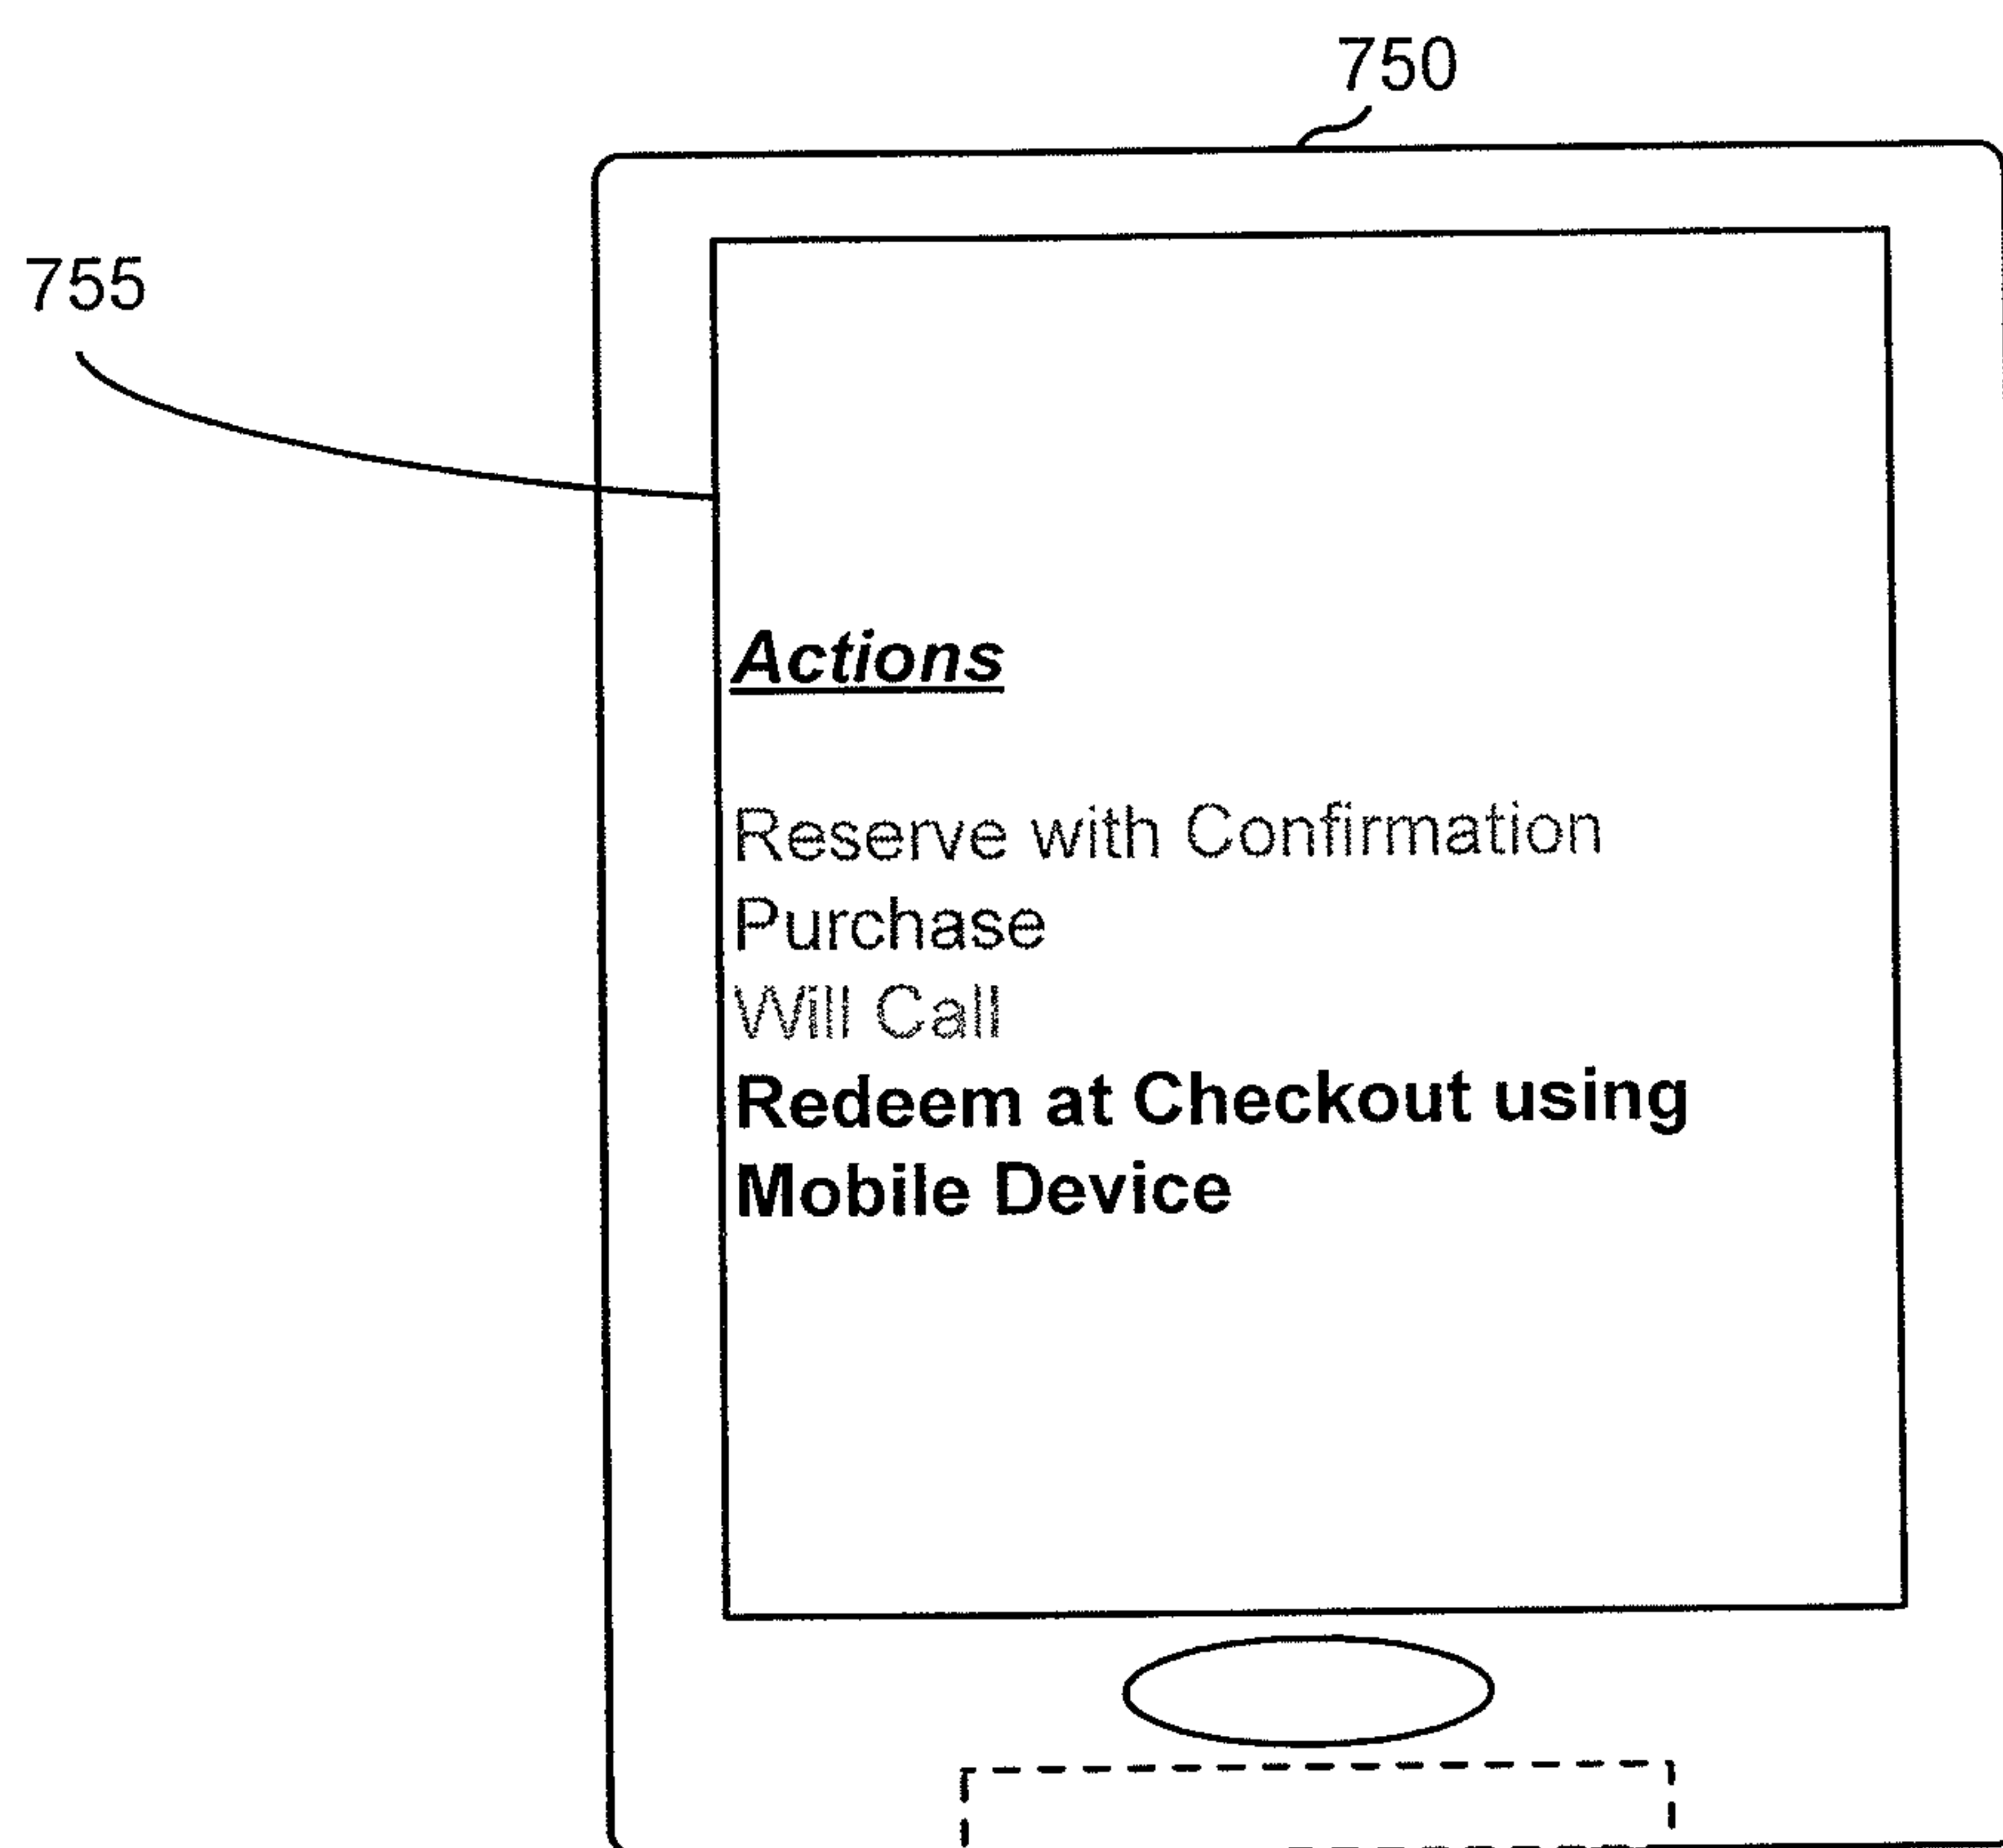 750
755
Actions
Reserve with Confirmation
Purchase
Will Call
Redeem at Checkout using
Mobile Device